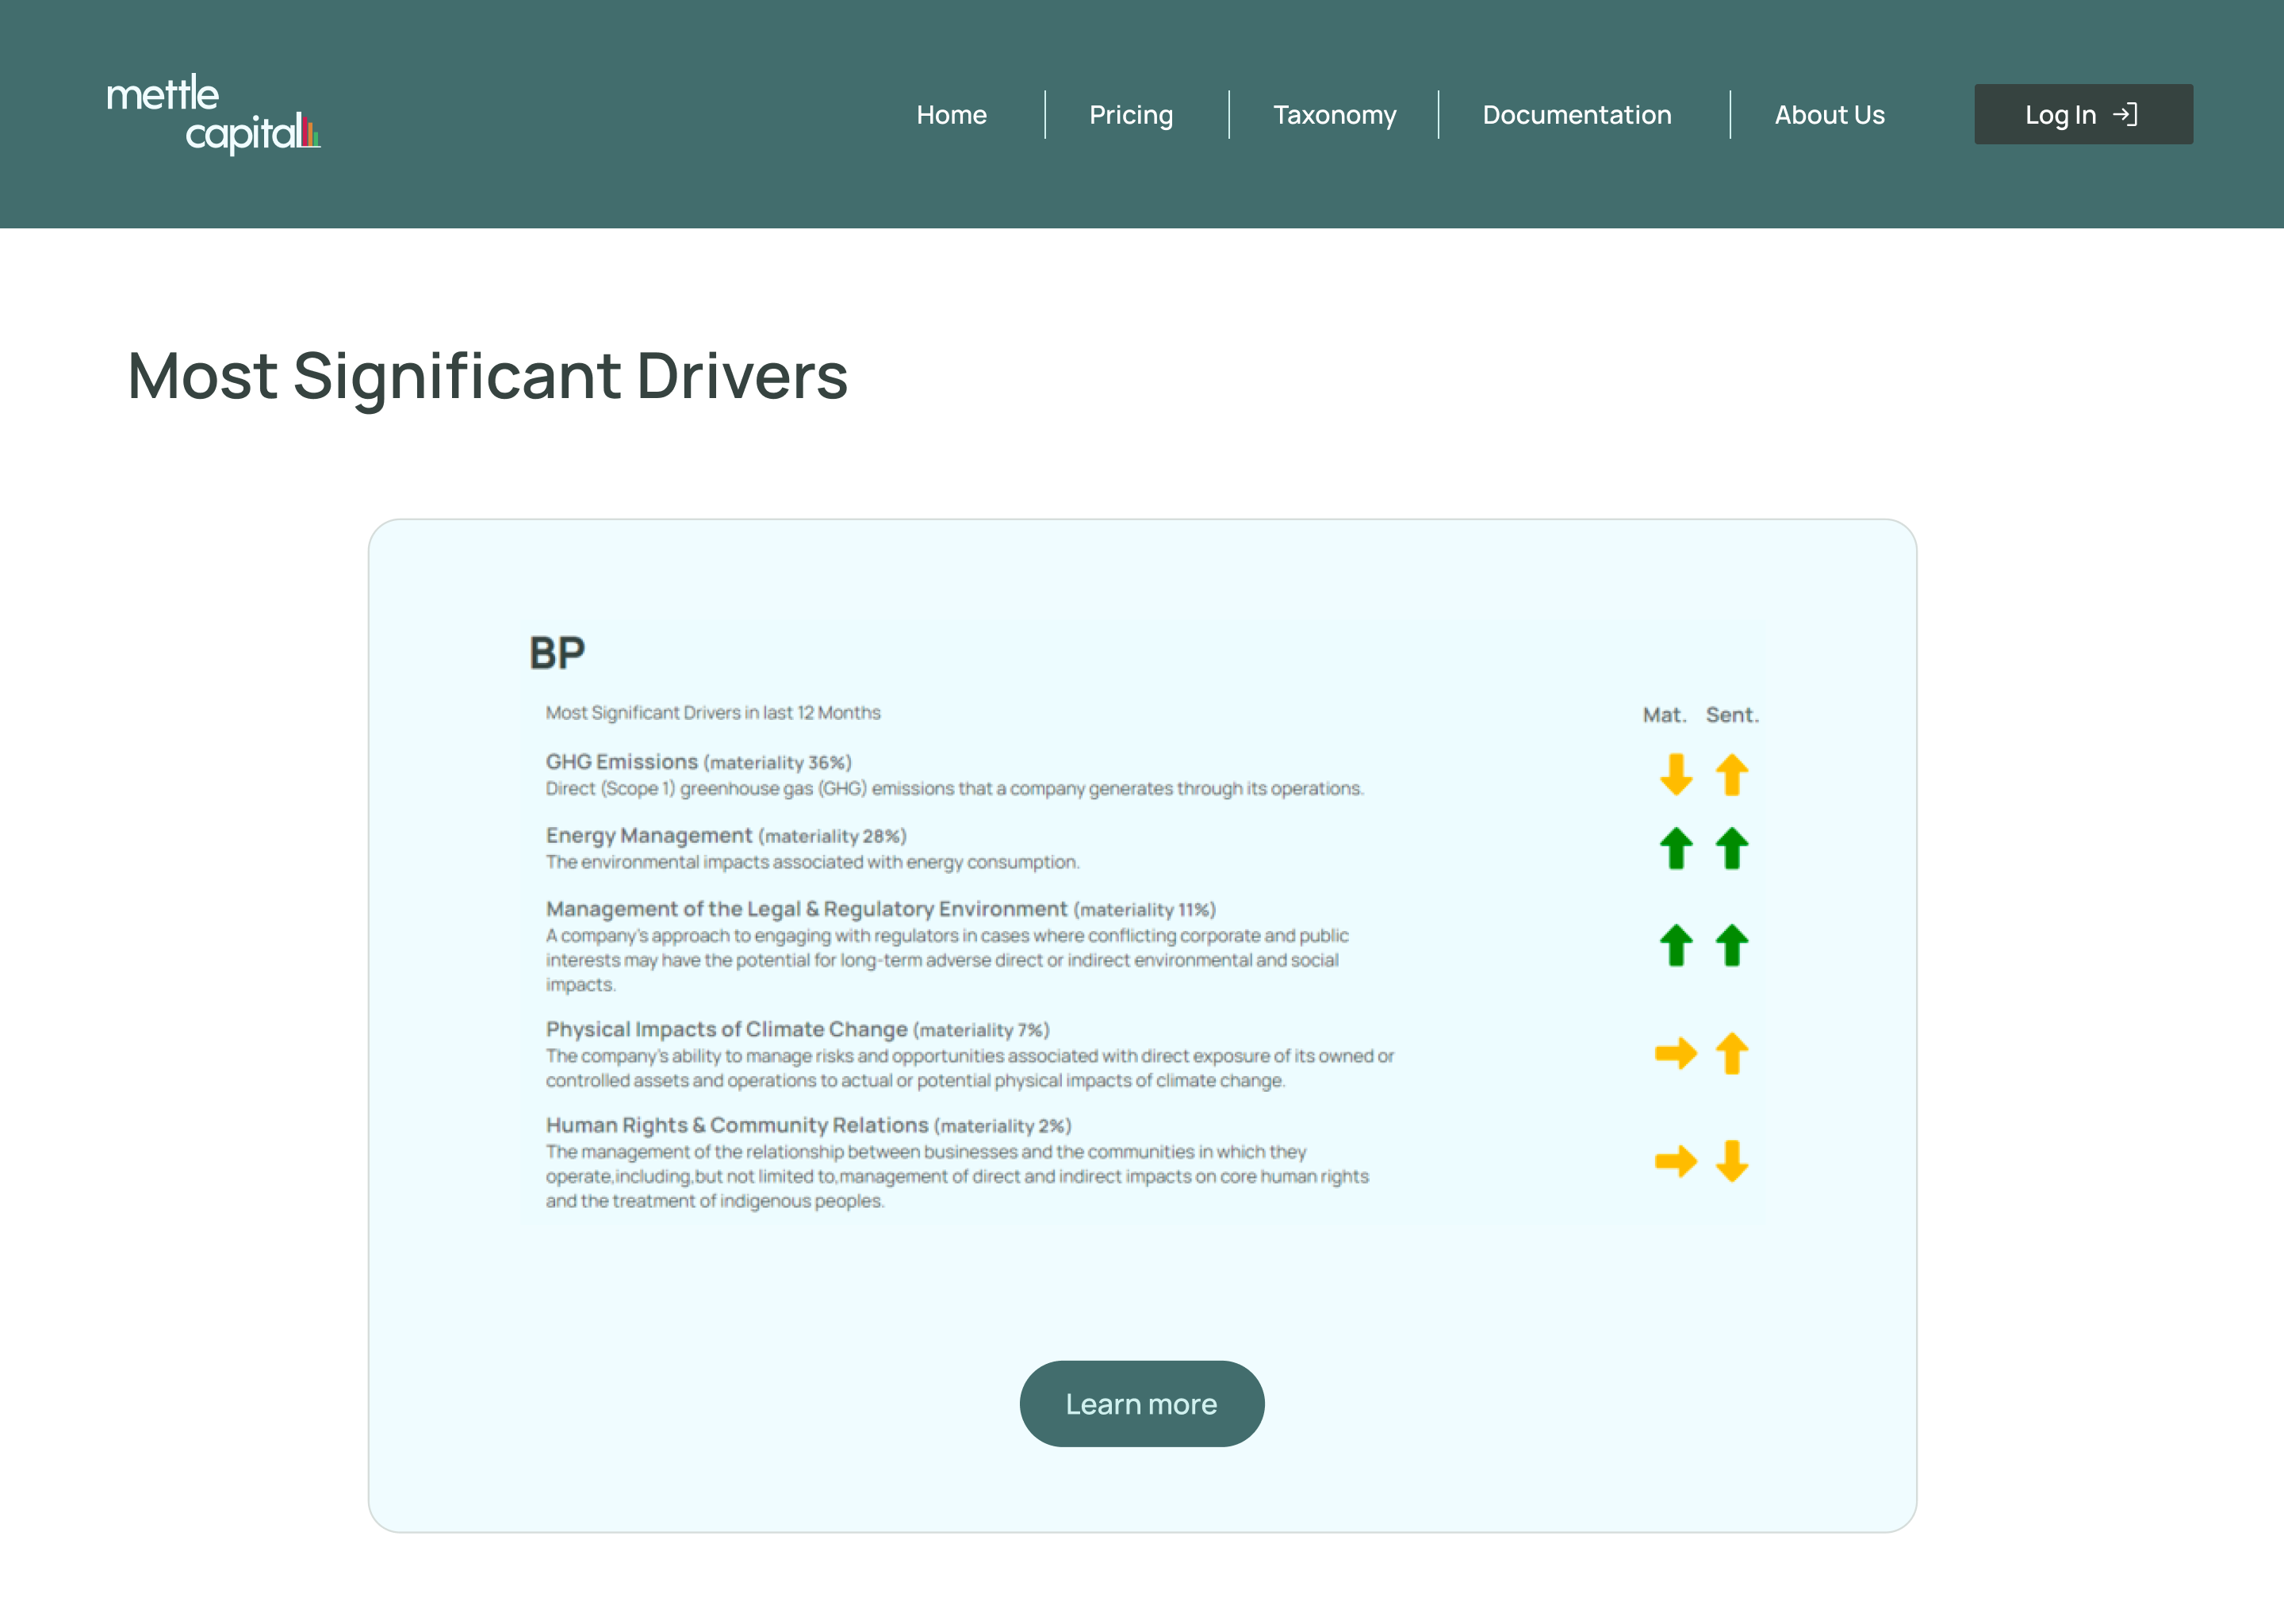 mettle
capital
Home
Pricing
Taxonomy
Documentation
About Us
Log In
Most Significant Drivers
BP
Most Significant Drivers in last 12 Months
Mat. Sent.
GHG Emissions (materiality 36%)
Direct (Scope 1) greenhouse gas (GHG) emissions that a company generates through its operations.
Energy Management (materiality 28%)
The environmental impacts associated with energy consumption.
Management of the Legal & Regulatory Environment (materiality 11%)
A company's approach to engaging with regulators in cases where conflicting corporate and public
interests may have the potential for long-term adverse direct or indirect environmental and social
impacts.
Physical Impacts of Climate Change (materiality 7%)
The company's ability to manage risks and opportunities associated with direct exposure of its owned or
controlled assets and operations to actual or potential physical impacts of climate change.
Human Rights & Community Relations (materiality 2%)
The management of the relationship between businesses and the communities in which they
operate,including,but not limited to,management of direct and indirect impacts on core human rights
and the treatment of indigenous peoples.
Learn more